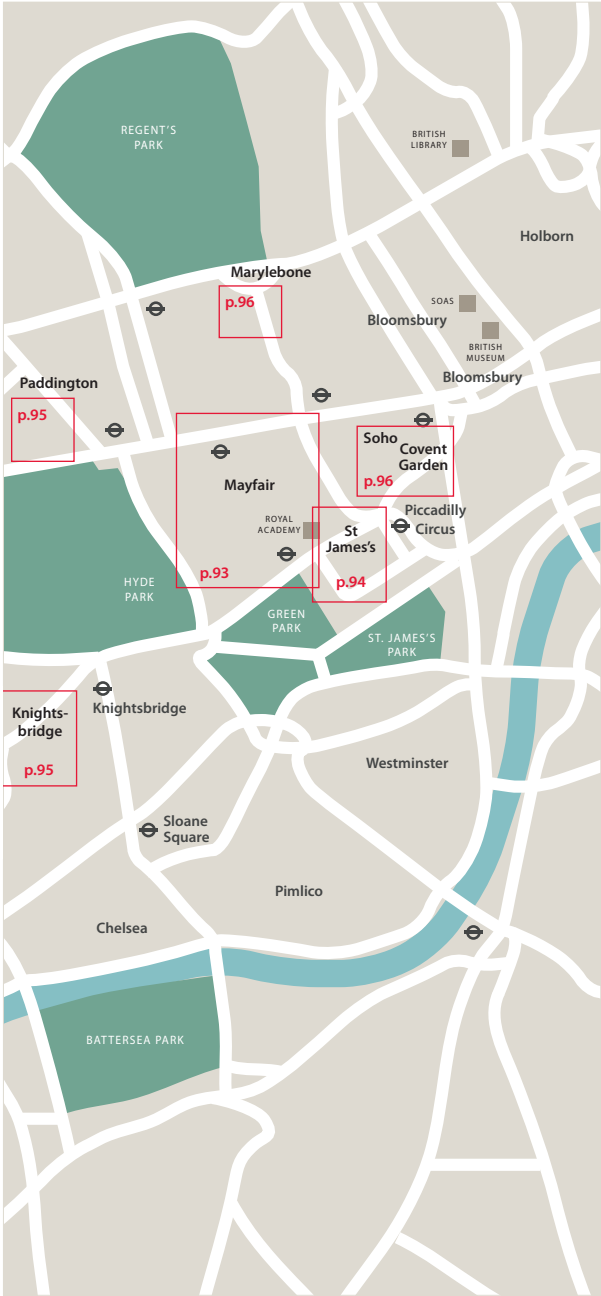 REGENT'S
PARK
BRITISH
LIBRARY
Holborn
Marylebone
p.96
SOAS
Bloomsbury
BRITISH
MUSEUM
Bloomsbury
Paddington
p.95
Soho
Covent
Garden
p.96
Mayfair
Piccadilly
Circus
ROYAL
ACADEMY
St
James's
p.93
p.94
HYDE
PARK
GREEN
PARK
ST. JAMES'S
PARK
Knightsbridge
Knights-
bridge
p.95
Westminster
Sloane
Square
Pimlico
Chelsea
BATTERSEA PARK